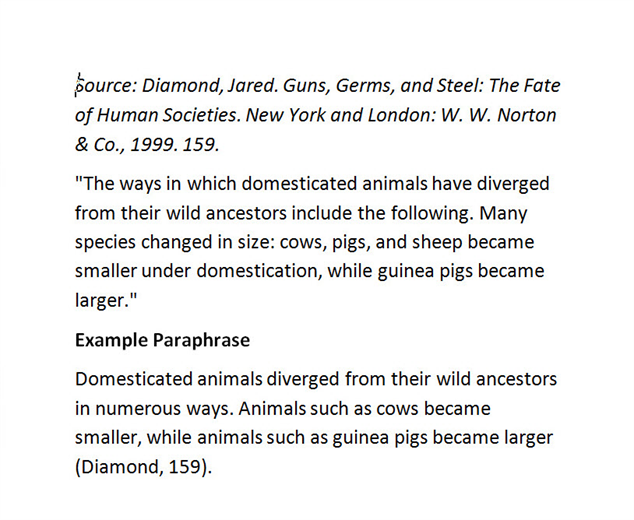 Source: Diamond, Jared. Guns, Germs, and Steel: The Fate
of Human Societies. New York and London: W. W. Norton
& Co., 1999. 159.
"The ways in which domesticated animals have diverged
from their wild ancestors include the following. Many
species changed in size: cows, pigs, and sheep became
smaller under domestication, while guinea pigs became
larger."
Example Paraphrase
Domesticated animals diverged from their wild ancestors
in numerous ways. Animals such as cows became
smaller, while animals such as guinea pigs became larger
(Diamond, 159).